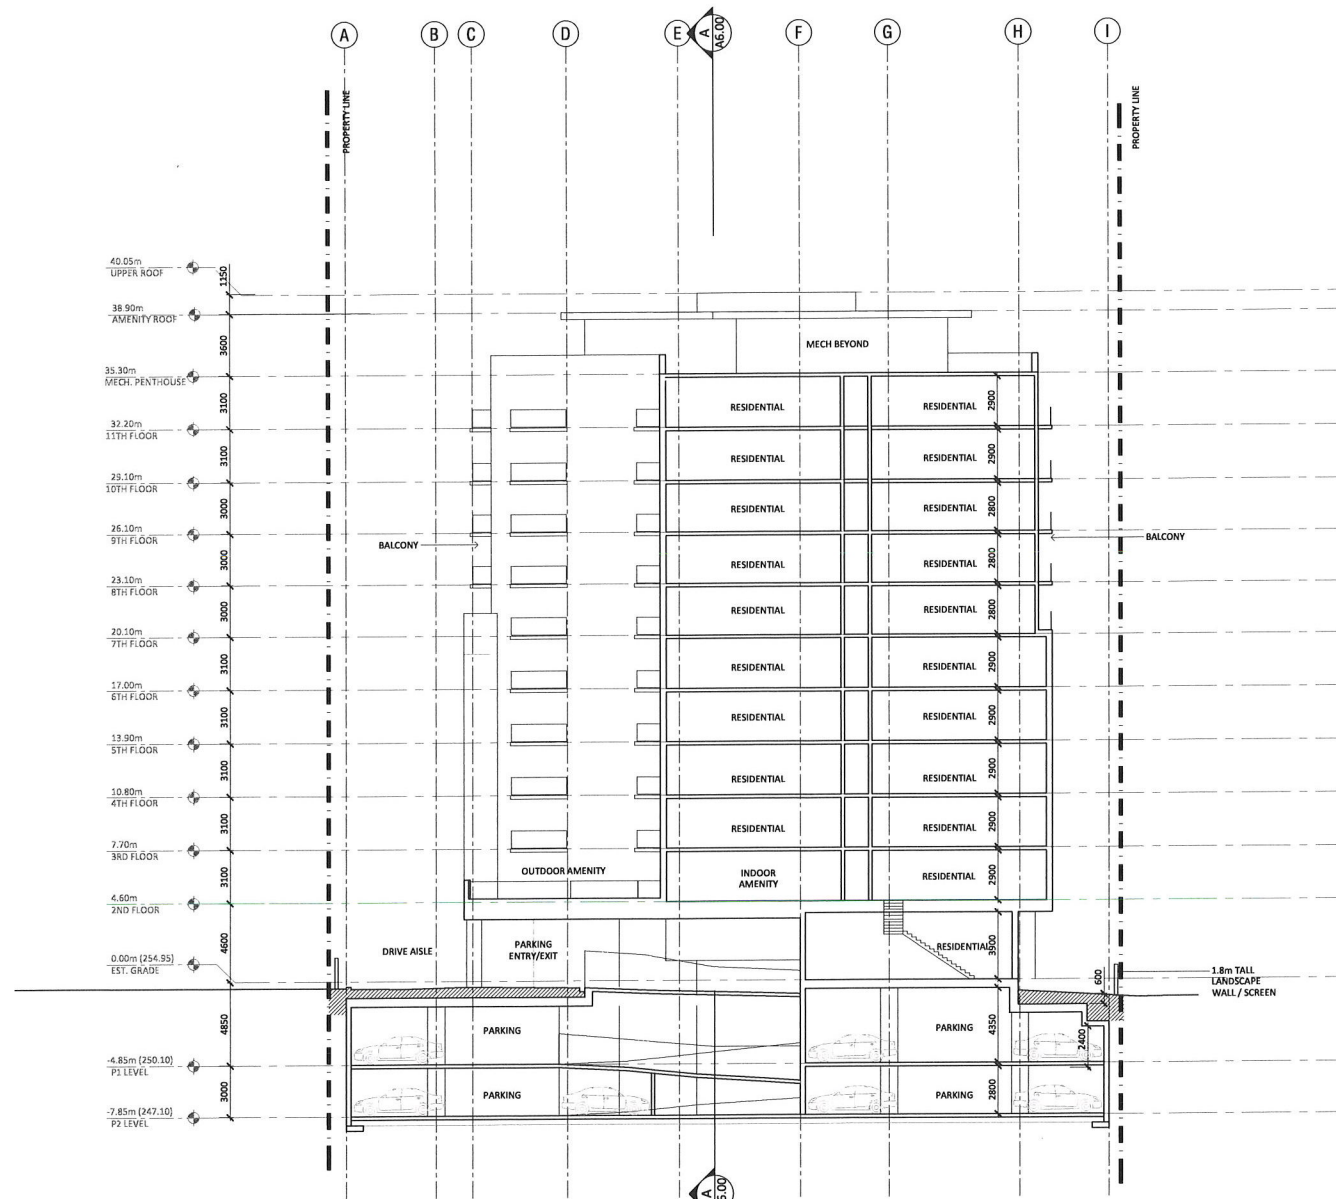 A B C D E F G H I
A
A6.00
PROPERTY LINE
PROPERTY LINE
40.05m
UPPER ROOF
1150
38.90m
AMENITY ROOF
3600
MECH BEYOND
35.30m
MECH. PENTHOUSE
3100
RESIDENTIAL RESIDENTIAL 2900
32.20m
11TH FLOOR
3100
RESIDENTIAL RESIDENTIAL 2900
29.10m
10TH FLOOR
3000
RESIDENTIAL RESIDENTIAL 2800
26.10m
9TH FLOOR
BALCONY
BALCONY
3000
RESIDENTIAL RESIDENTIAL 2800
23.10m
8TH FLOOR
3000
RESIDENTIAL RESIDENTIAL 2800
20.10m
7TH FLOOR
3100
RESIDENTIAL RESIDENTIAL 2900
17.00m
6TH FLOOR
3100
RESIDENTIAL RESIDENTIAL 2900
13.90m
5TH FLOOR
3100
RESIDENTIAL RESIDENTIAL 2900
10.80m
4TH FLOOR
3100
RESIDENTIAL RESIDENTIAL 2900
7.70m
3RD FLOOR
3100
OUTDOOR AMENITY
INDOOR
AMENITY
RESIDENTIAL 2900
4.60m
2ND FLOOR
4600
DRIVE AISLE
PARKING
ENTRY/EXIT
RESIDENTIAL 3900
0.00m (254.95)
EST. GRADE
600
1.8m TALL
LANDSCAPE
WALL / SCREEN
4850
PARKING PARKING 4350
2400
-4.85m (250.10)
P1 LEVEL
3000
PARKING PARKING 2800
-7.85m (247.10)
P2 LEVEL
A